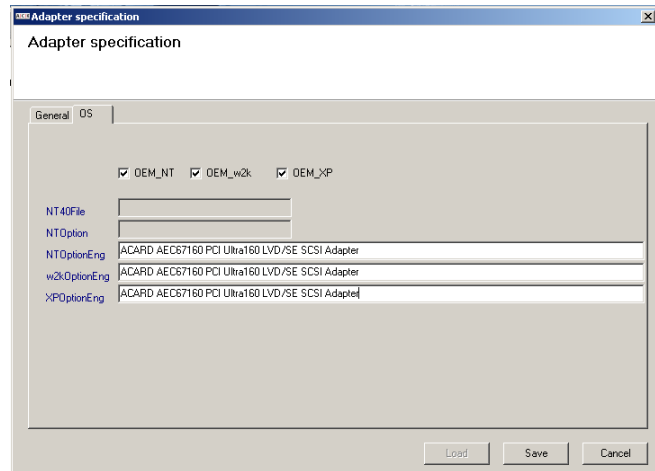 Adapter specification
Adapter specification
General OS
OEM_NT OEM_w2k OEM_XP
NT40File
NTOption
NTOptionEng ACARD AEC67160 PCI Ultra160 LVD/SE SCSI Adapter
w2kOptionEng ACARD AEC67160 PCI Ultra160 LVD/SE SCSI Adapter
XPOptionEng ACARD AEC67160 PCI Ultra160 LVD/SE SCSI Adapter
Load Save Cancel